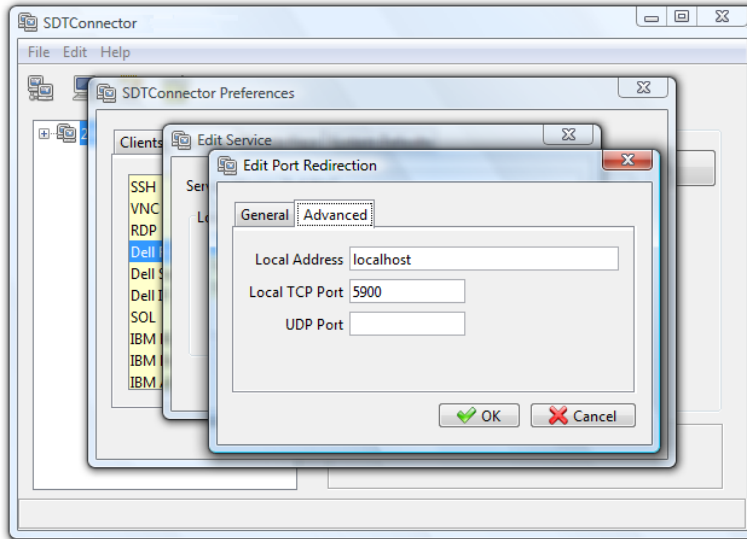 SDTConnector
File Edit Help
SDTConnector Preferences
Clients
Edit Service
Edit Port Redirection
SSH
VNC
RDP
Dell
Dell
Dell
SOL
IBM
IBM
IBM
General Advanced
Local Address localhost
Local TCP Port 5900
UDP Port
OK Cancel